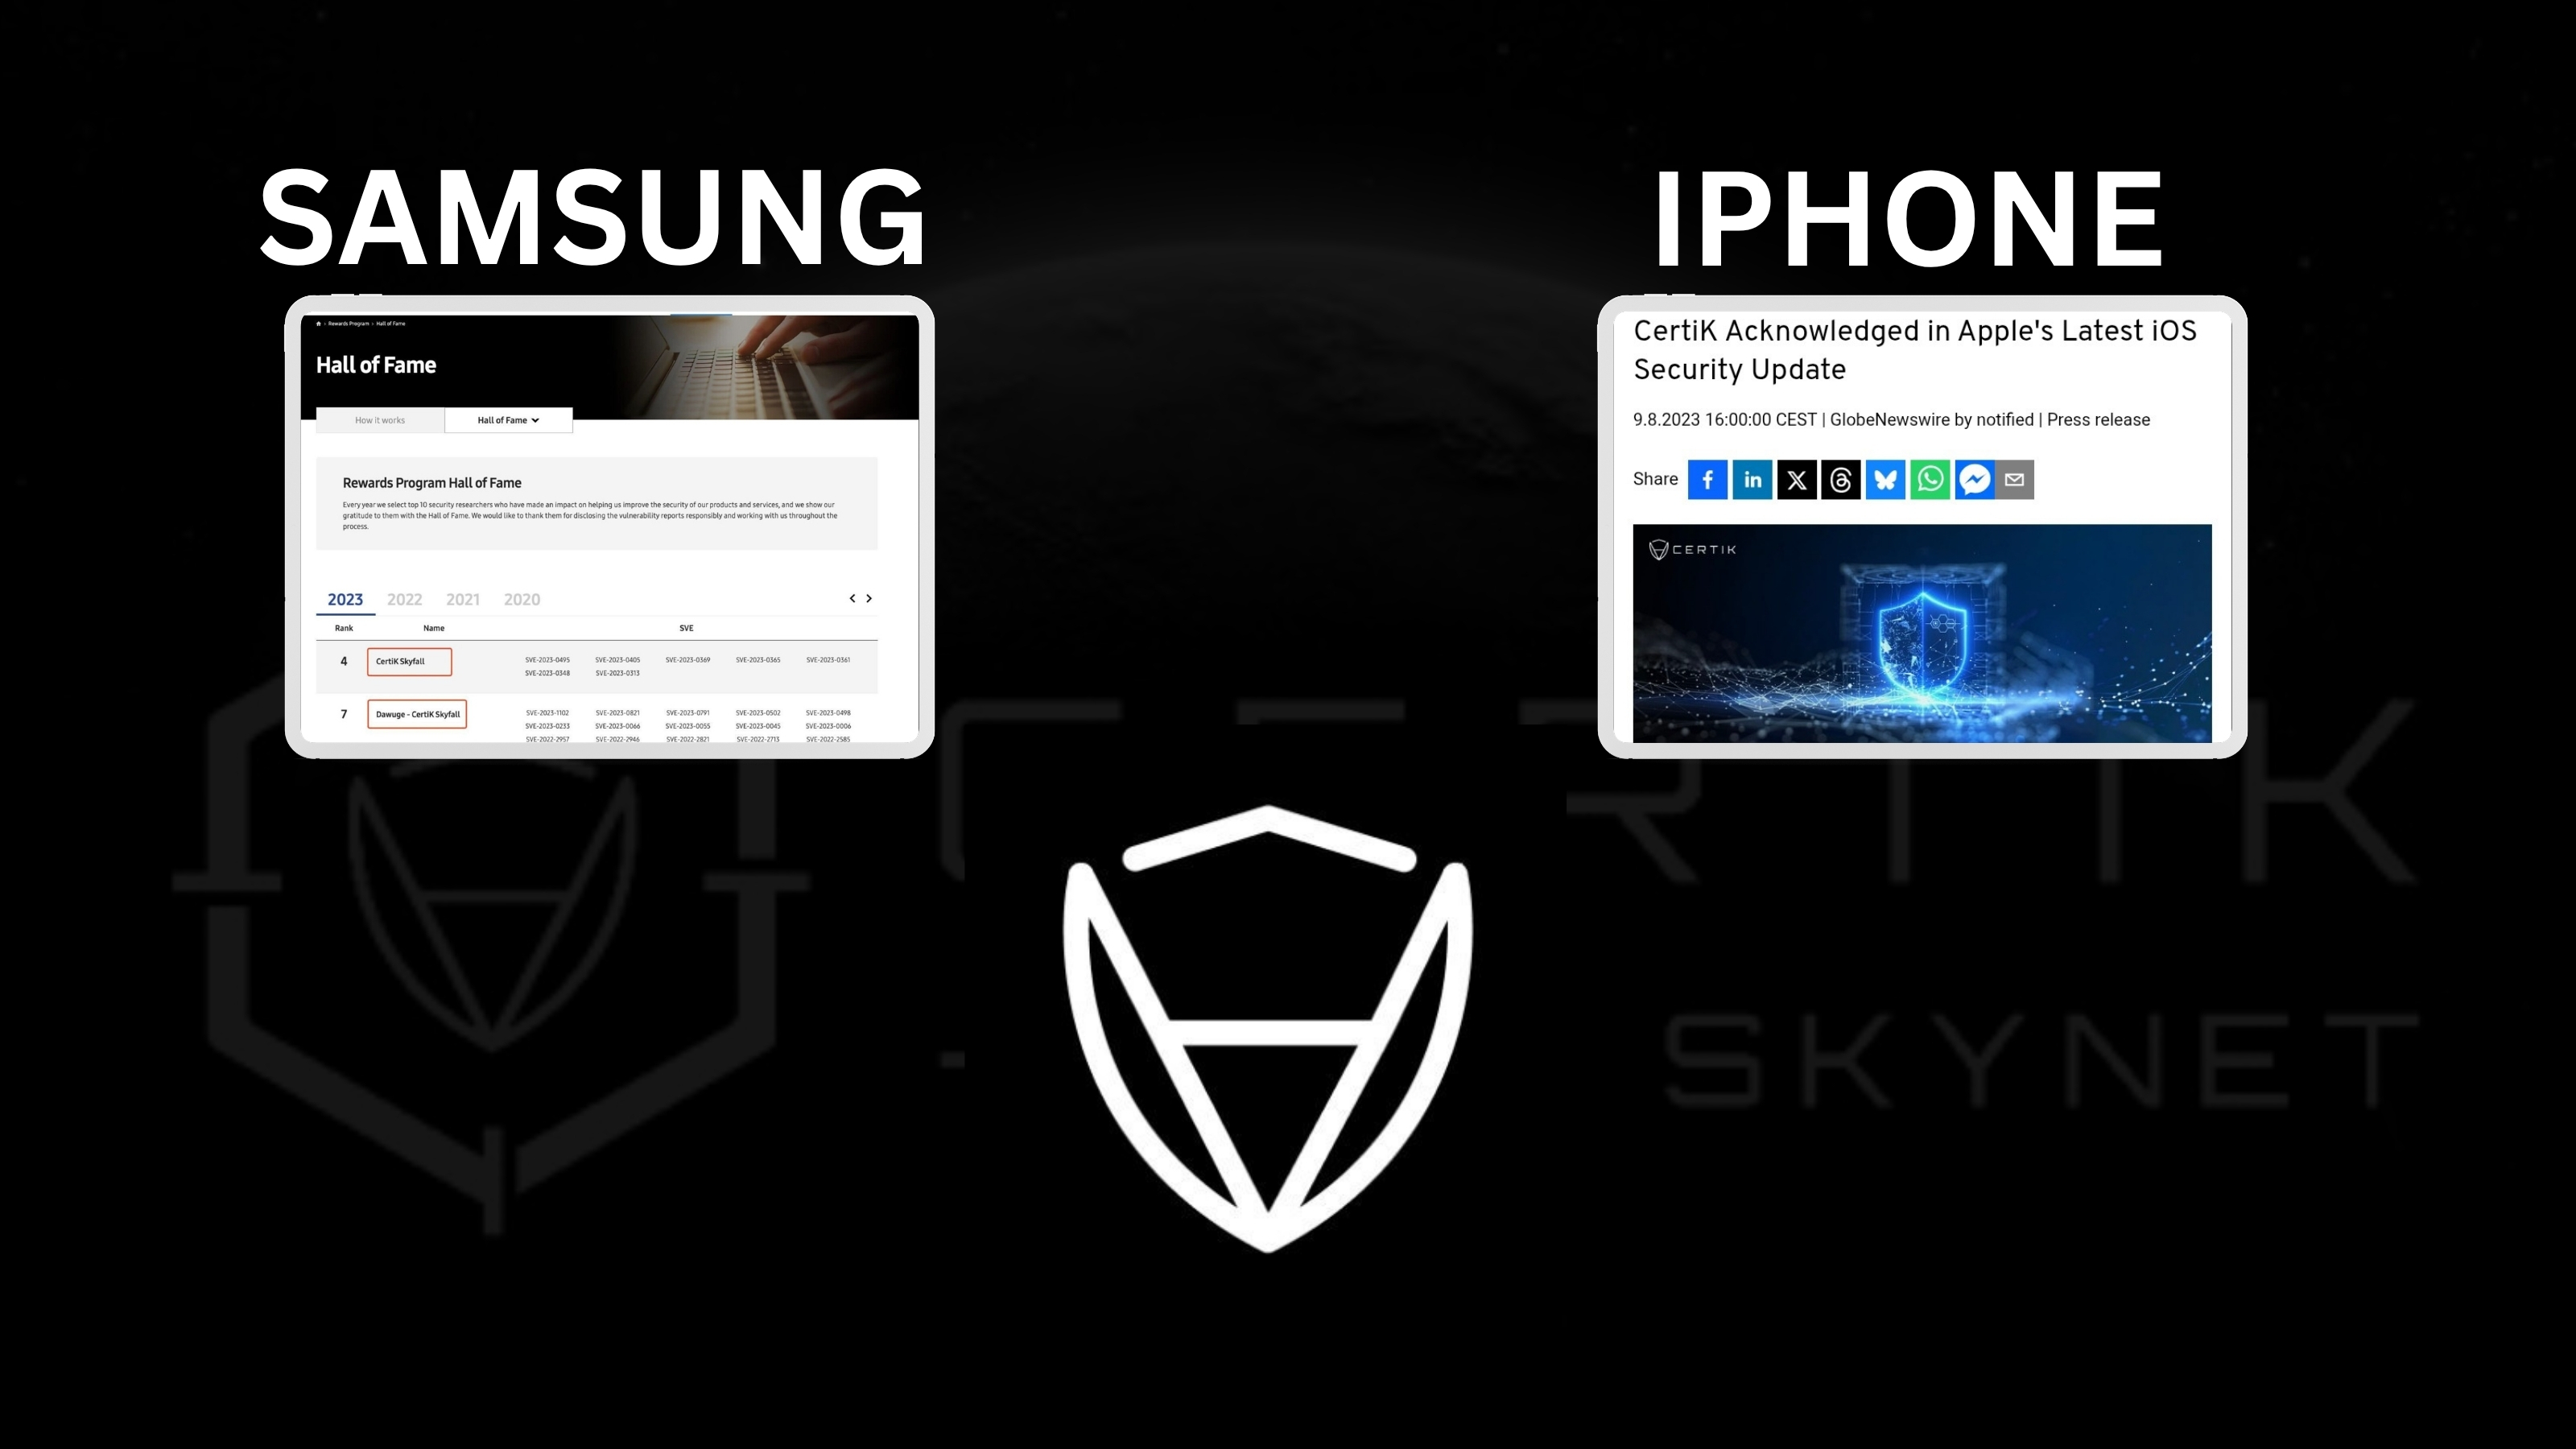 SAMSUNG
Rewards Program › Hall of Fame
Hall of Fame
How it works
Hall of Fame
Rewards Program Hall of Fame
Every year we select top 10 security researchers who have made an impact on helping us improve the security of our products and services, and we show our
gratitude to them with the Hall of Fame. We would like to thank them for disclosing the vulnerability reports responsibly and working with us throughout the
process.
2023 2022 2021 2020
Rank Name SVE
4 CertiK Skyfall SVE-2023-0495 SVE-2023-0405 SVE-2023-0369 SVE-2023-0365 SVE-2023-0361
SVE-2023-0348 SVE-2023-0313
7 Dawuge - CertiK Skyfall SVE-2023-1102 SVE-2023-0821 SVE-2023-0791 SVE-2023-0502 SVE-2023-0498
SVE-2023-0233 SVE-2023-0066 SVE-2023-0055 SVE-2023-0045 SVE-2023-0006
SVE-2022-2957 SVE-2022-2946 SVE-2022-2821 SVE-2022-2713 SVE-2022-2585
IPHONE
CertiK Acknowledged in Apple's Latest iOS
Security Update
9.8.2023 16:00:00 CEST | GlobeNewswire by notified | Press release
Share
CERTIK
SKYNET